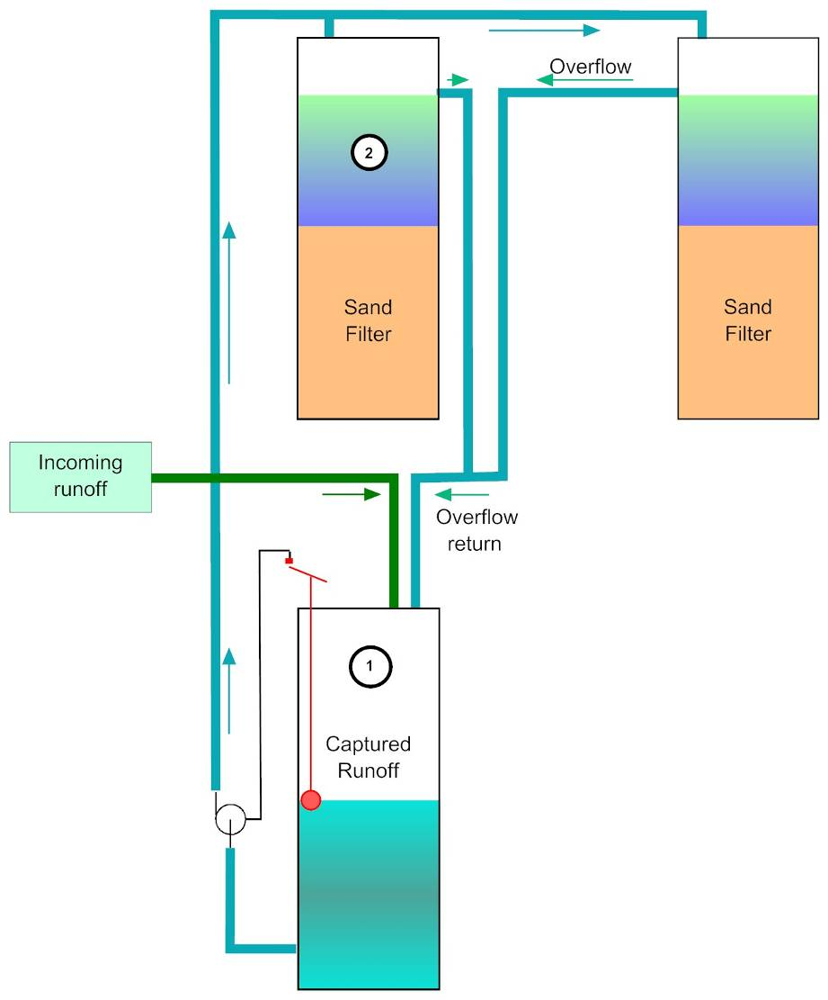 Overflow
2
Sand
Filter
Sand
Filter
Incoming
runoff
Overflow
return
1
Captured
Runoff